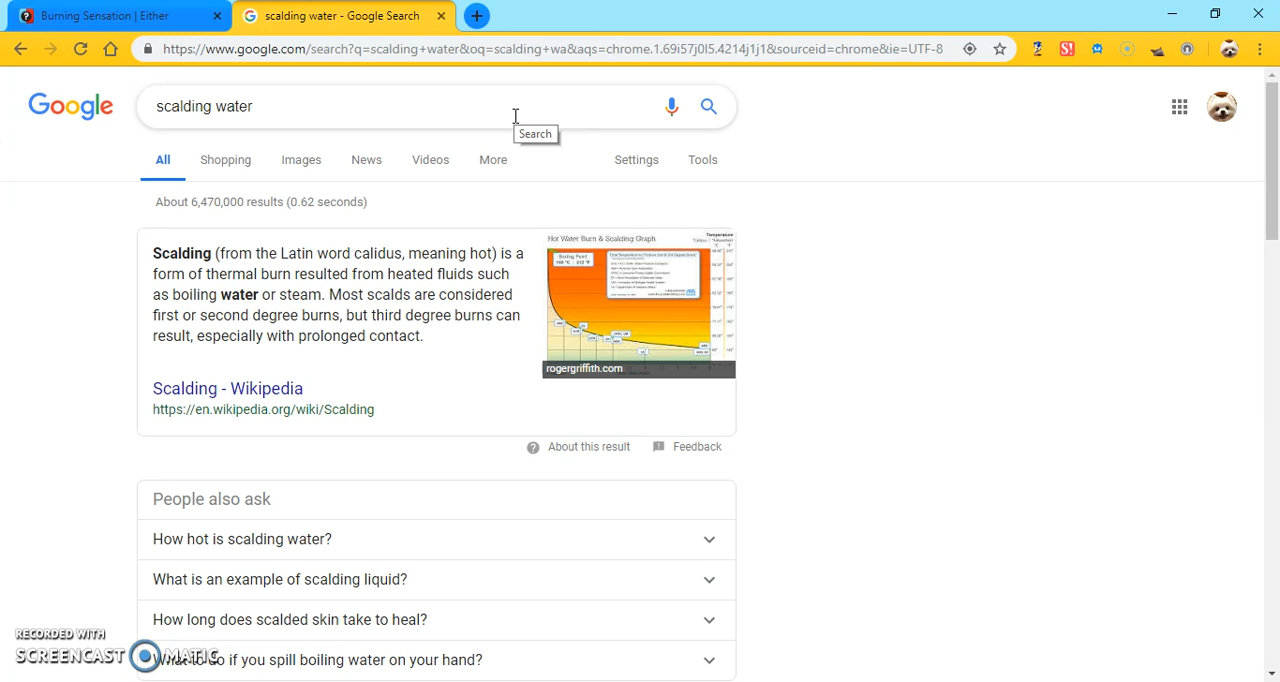 Burning Sensation | Either
scalding water - Google Search
https://www.google.com/search?q=scalding+water&oq=scalding+wa&aqs=chrome.1.69i57j0l5.4214j1j1&sourceid=chrome&ie=UTF-8
Google
scalding water
Search
All Shopping Images News Videos More Settings Tools
About 6,470,000 results (0.62 seconds)
Scalding (from the Latin word calidus, meaning hot) is a
form of thermal burn resulted from heated fluids such
as boiling water or steam. Most scalds are considered
first or second degree burns, but third degree burns can
result, especially with prolonged contact.
Hot Water Burn & Scalding Graph
Temperature
Boiling Point
rogergriffith.com
Scalding - Wikipedia
https://en.wikipedia.org/wiki/Scalding
About this result Feedback
People also ask
How hot is scalding water?
What is an example of scalding liquid?
How long does scalded skin take to heal?
What to do if you spill boiling water on your hand?
RECORDED WITH
SCREENCAST MATIC